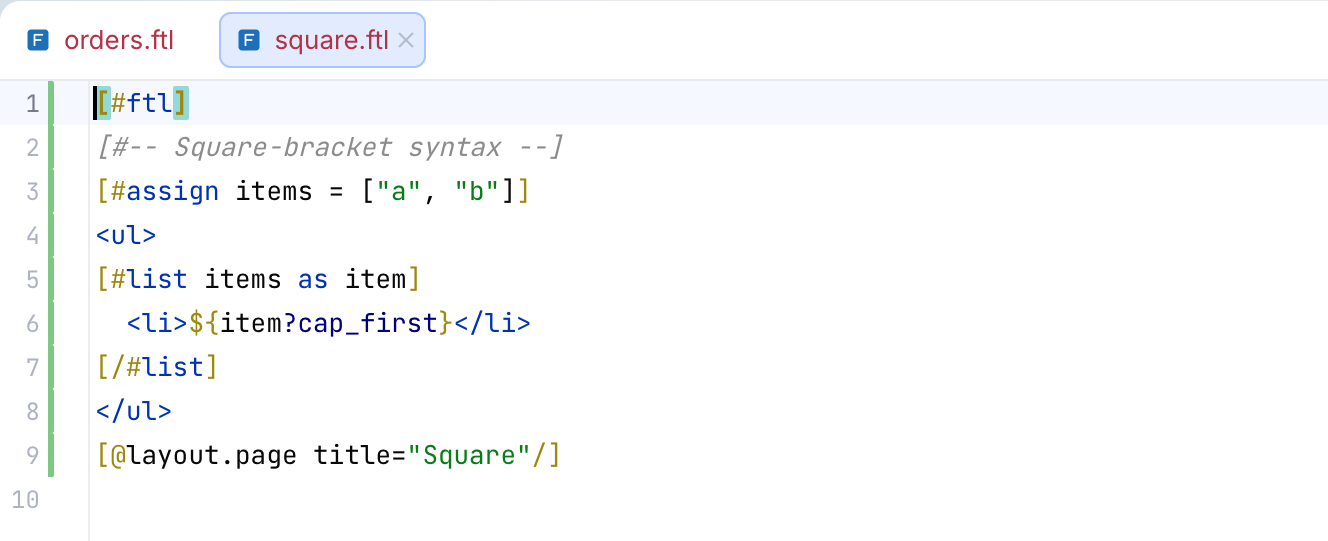 F orders.ftl F square.ftl ×
1 [#ftl]
2 [#-- Square-bracket syntax --]
3 [#assign items = ["a", "b"]]
4 <ul>
5 [#list items as item]
6   <li>${item?cap_first}</li>
7 [/#list]
8 </ul>
9 [@layout.page title="Square"/]
10